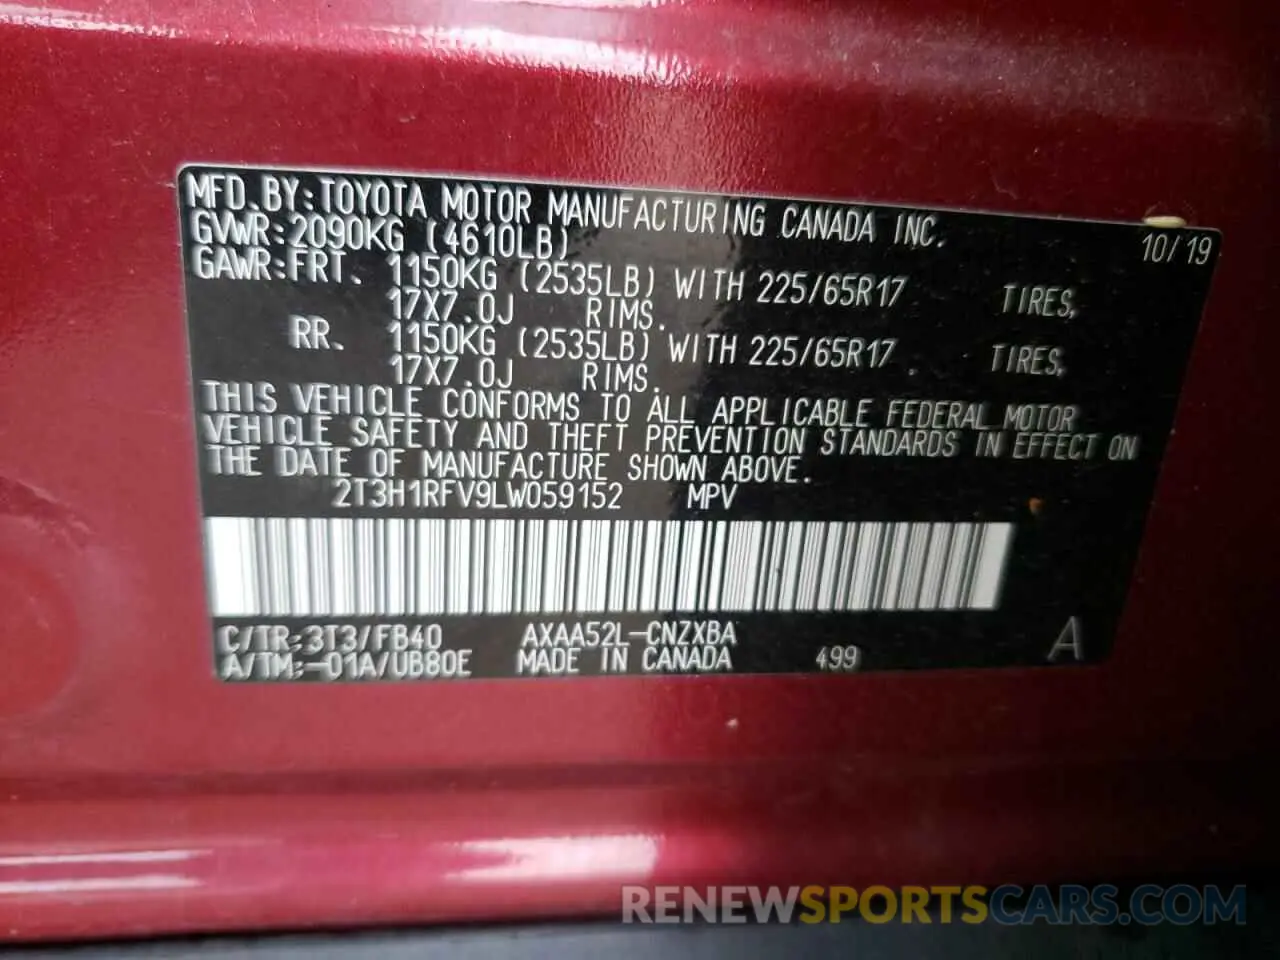 MFD.BY:TOYOTA MOTOR MANUFACTURING CANADA INC.
GVWR:2090KG (4610LB) 10/19
GAWR:FRT. 1150KG (2535LB) WITH 225/65R17 TIRES,
17X7.0J RIMS.
RR. 1150KG (2535LB) WITH 225/65R17 TIRES,
17X7.0J RIMS.
THIS VEHICLE CONFORMS TO ALL APPLICABLE FEDERAL MOTOR
VEHICLE SAFETY AND THEFT PREVENTION STANDARDS IN EFFECT ON
THE DATE OF MANUFACTURE SHOWN ABOVE.
2T3H1RFV9LW059152 MPV
C/TR:3T3/FB40 AXAA52L-CNZXBA
A/TM:-01A/UB80E MADE IN CANADA 499 A
RENEWSPORTSCARS.COM